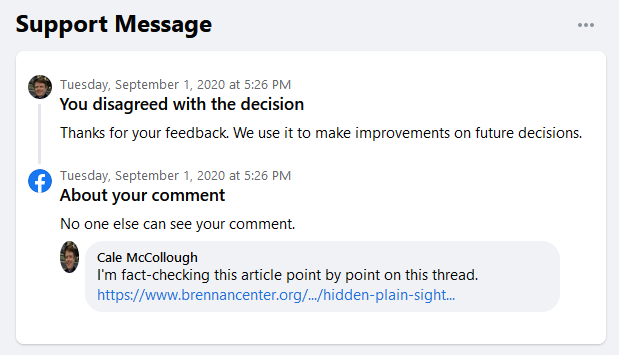 Support Message
Tuesday, September 1, 2020 at 5:26 PM
You disagreed with the decision
Thanks for your feedback. We use it to make improvements on future decisions.
Tuesday, September 1, 2020 at 5:26 PM
About your comment
No one else can see your comment.
Cale McCollough
I'm fact-checking this article point by point on this thread.
https://www.brennancenter.org/.../hidden-plain-sight...